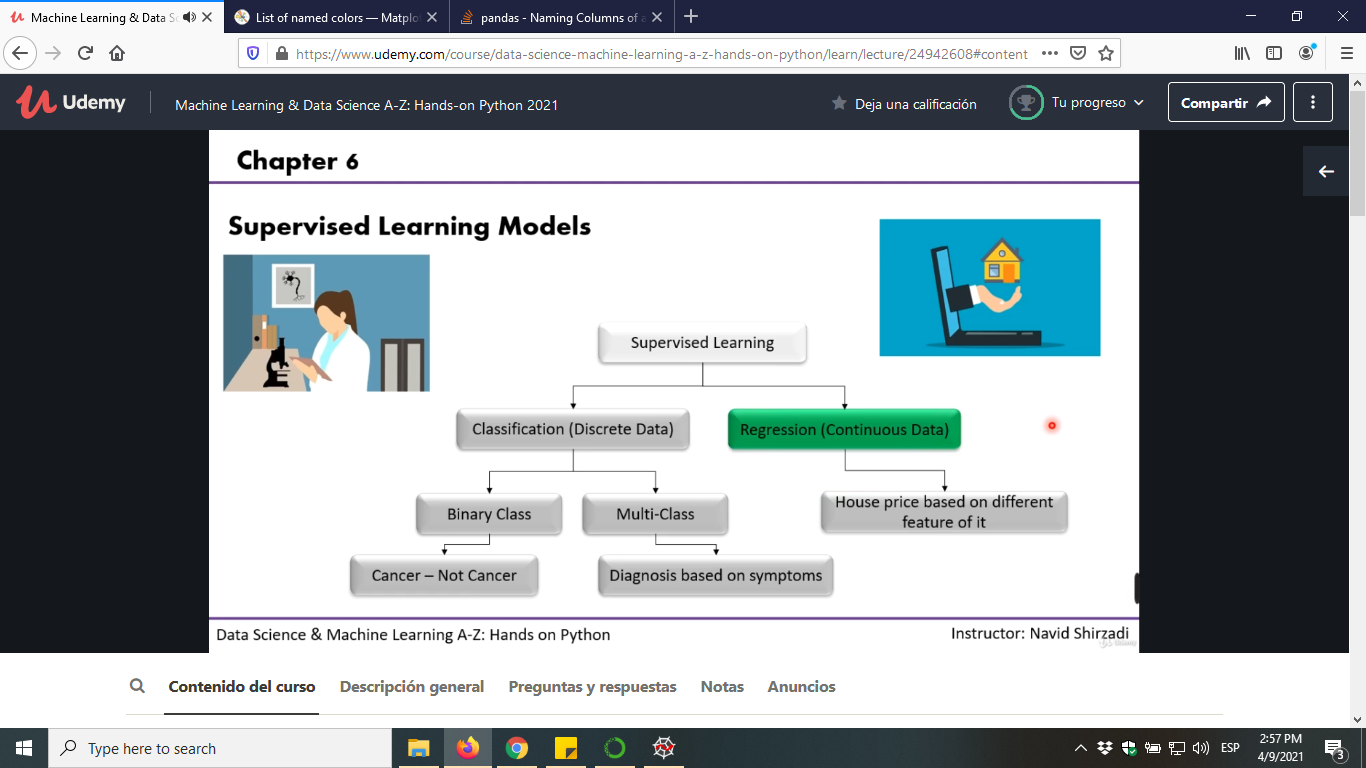 Machine Learning & Data Sc
List of named colors — Matplo
pandas - Naming Columns of a
https://www.udemy.com/course/data-science-machine-learning-a-z-hands-on-python/learn/lecture/24942608#content
Udemy
Machine Learning & Data Science A-Z: Hands-on Python 2021
Deja una calificación
Tu progreso
Compartir
Chapter 6
Supervised Learning Models
Supervised Learning
Classification (Discrete Data)
Regression (Continuous Data)
Binary Class
Multi-Class
House price based on different
feature of it
Cancer – Not Cancer
Diagnosis based on symptoms
Data Science & Machine Learning A-Z: Hands on Python
Instructor: Navid Shirzadi
Udemy
Contenido del curso
Descripción general
Preguntas y respuestas
Notas
Anuncios
Type here to search
ESP
2:57 PM
4/9/2021
3